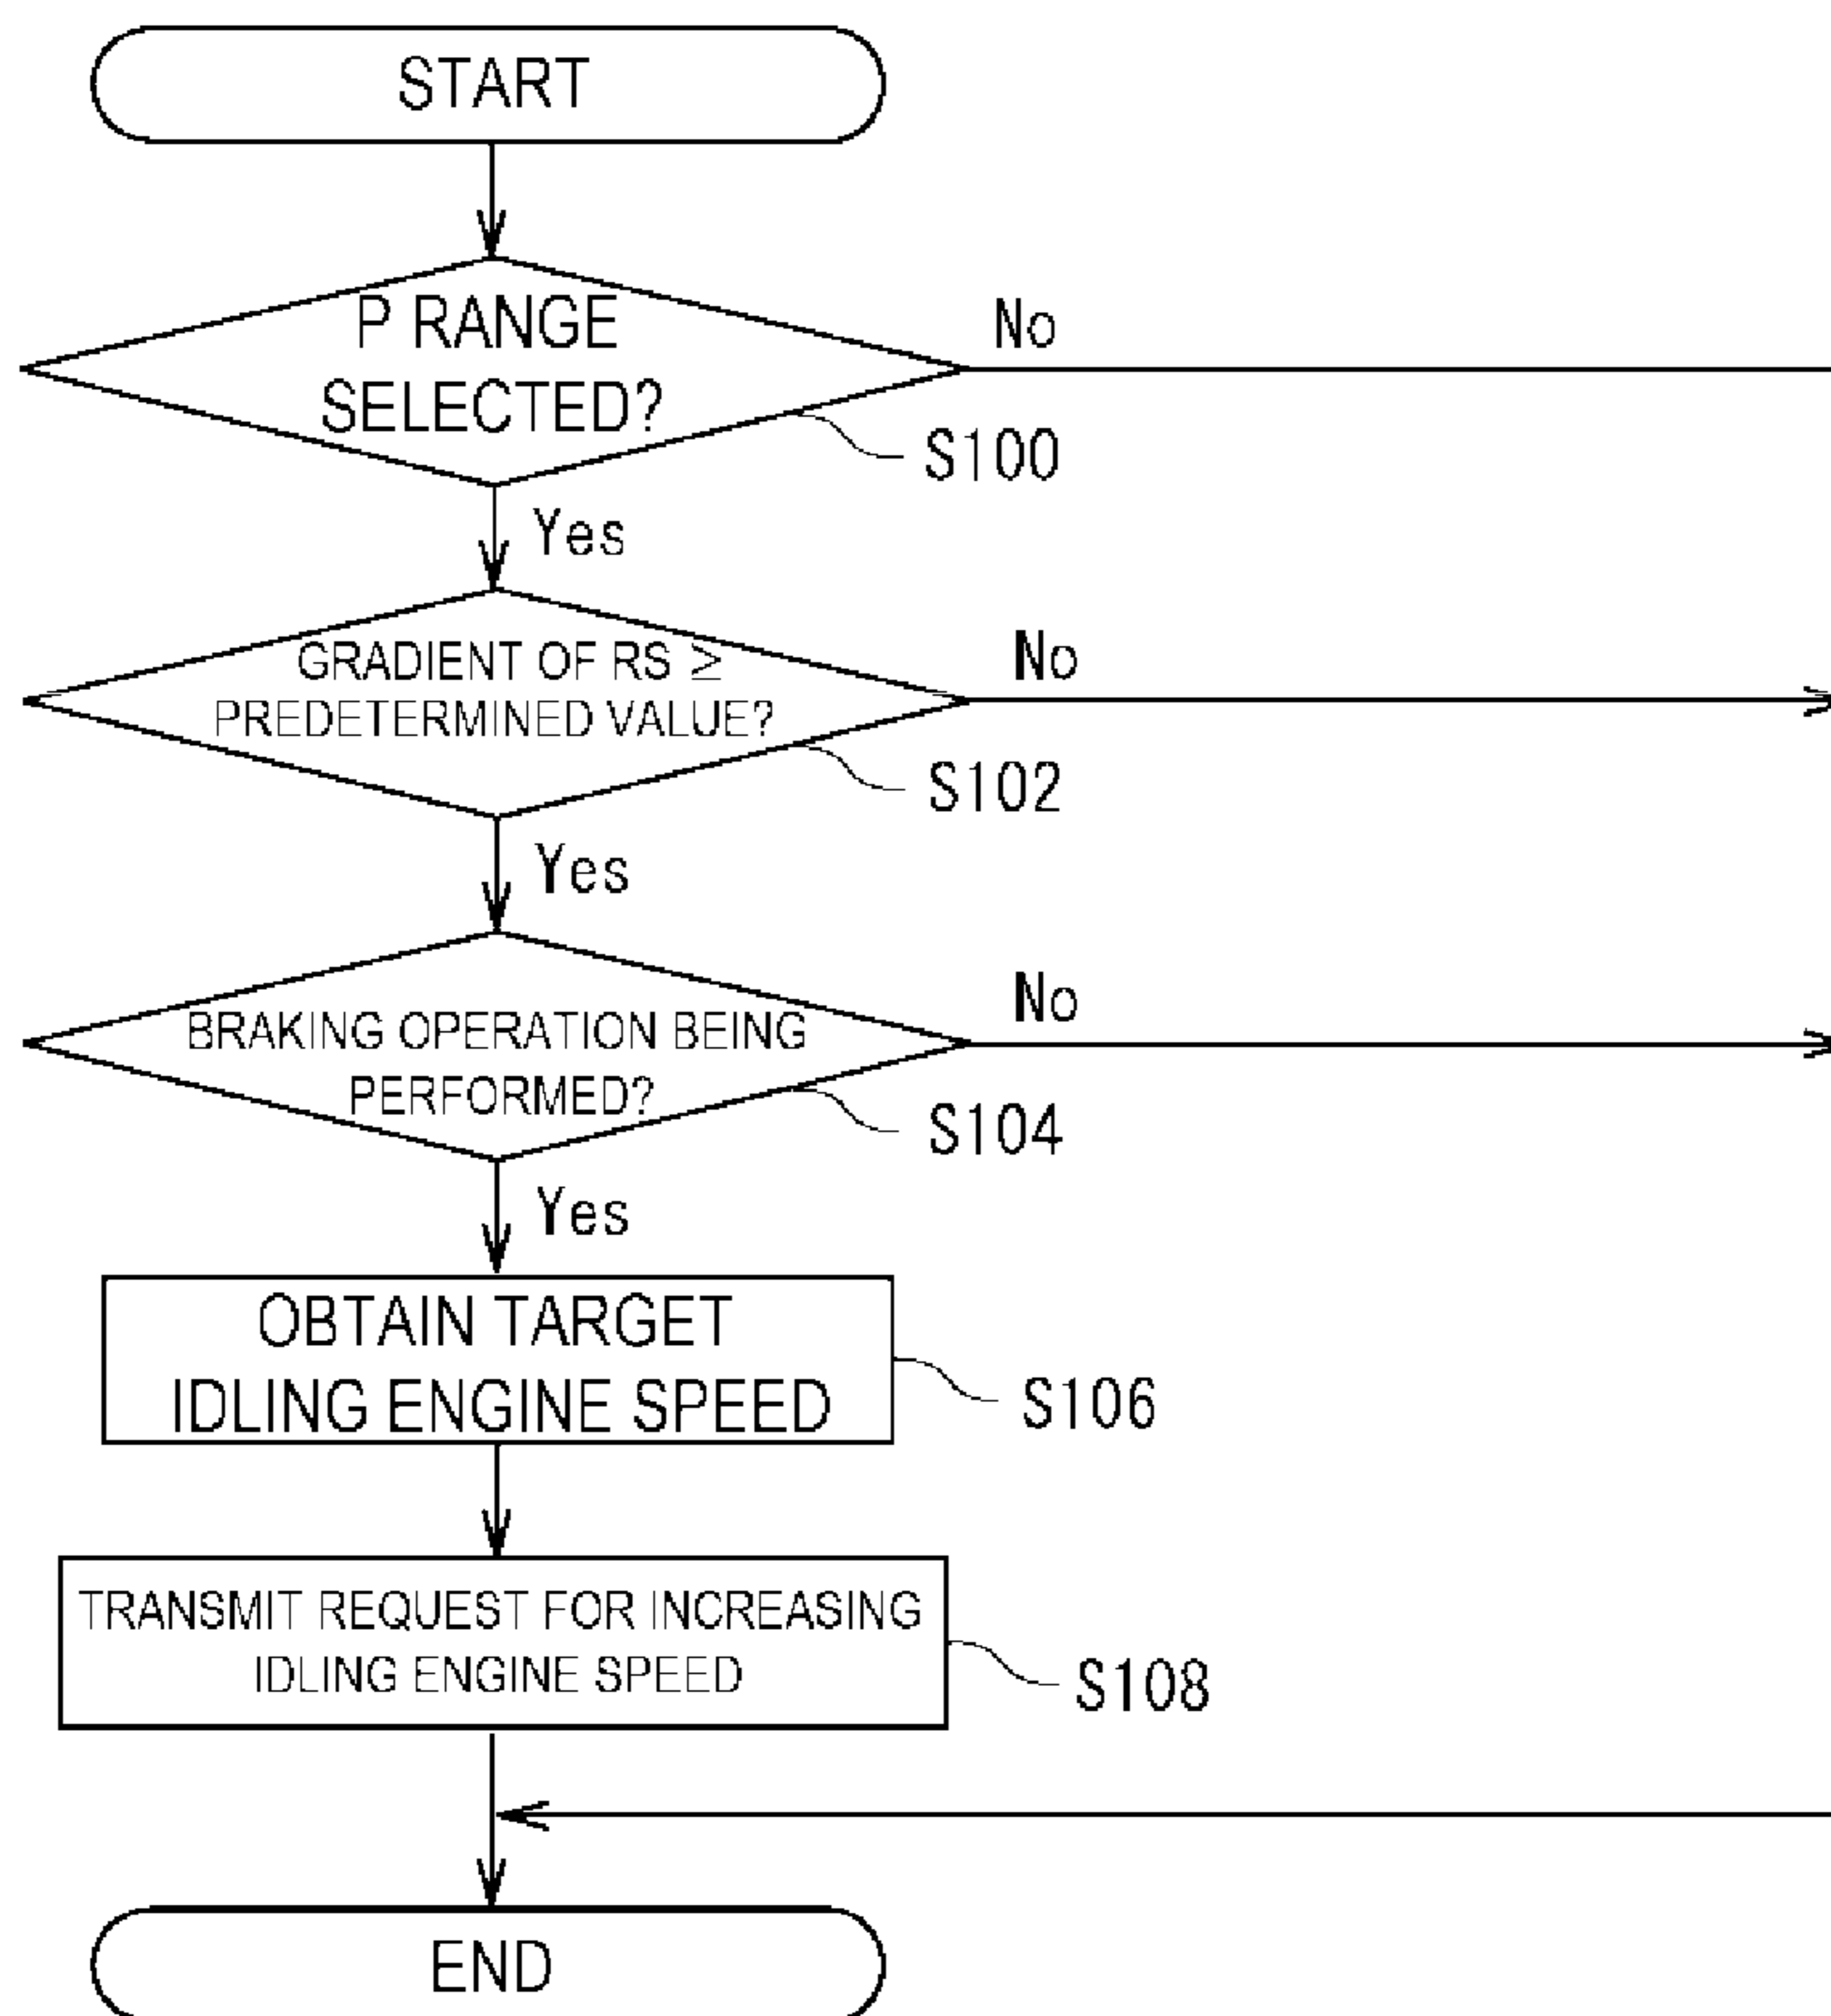 START
P RANGE
SELECTED?
No
S100
Yes
GRADIENT OF RS ≥
PREDETERMINED VALUE?
No
S102
Yes
BRAKING OPERATION BEING
PERFORMED?
No
S104
Yes
OBTAIN TARGET
IDLING ENGINE SPEED
S106
TRANSMIT REQUEST FOR INCREASING
IDLING ENGINE SPEED
S108
END